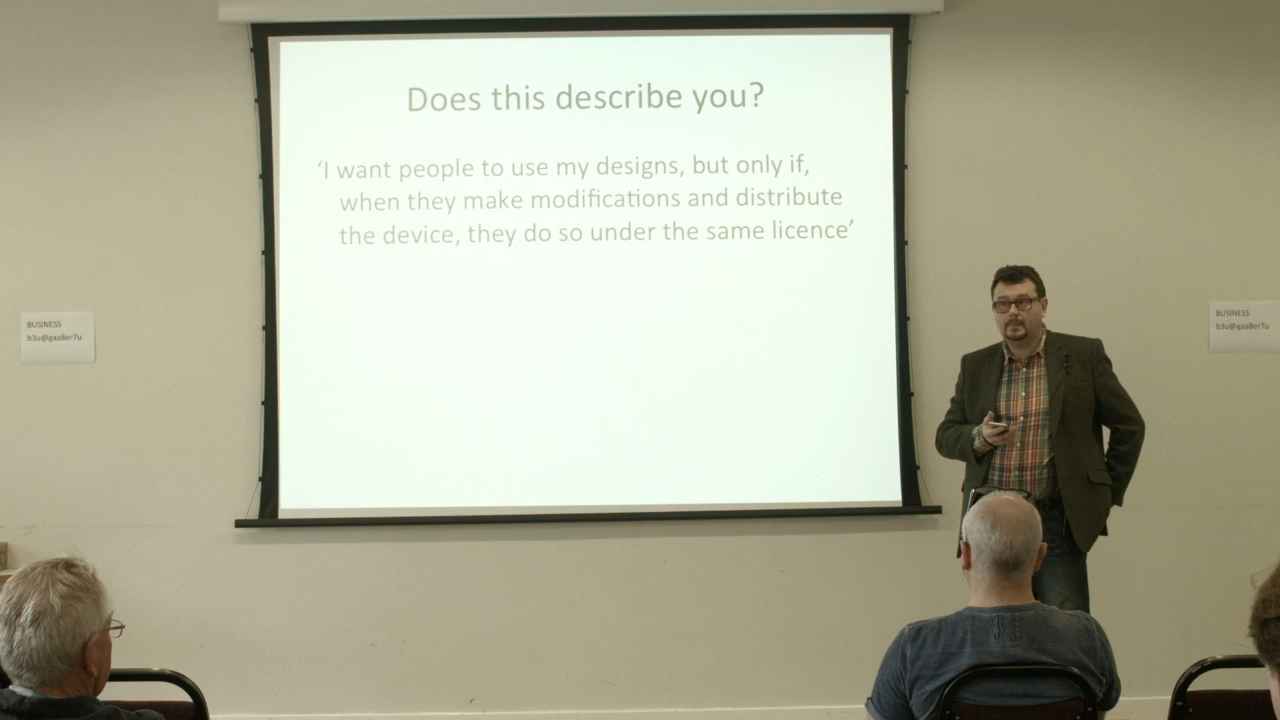 Does this describe you?
‘I want people to use my designs, but only if,
when they make modifications and distribute
the device, they do so under the same licence’
BUSINESS
b3u@gaa8er7u
BUSINESS
b3u@gaa8er7u